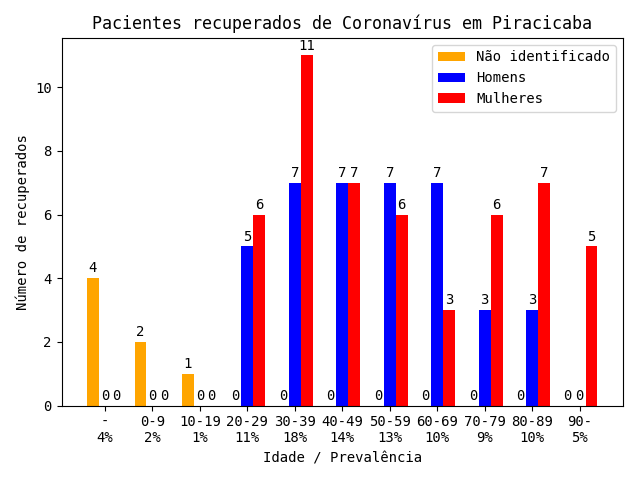 Pacientes recuperados de Coronavírus em Piracicaba
Não identificado
Homens
Mulheres
Número de recuperados
10
8
6
4
2
0
4 0 0
2 0 0
1 0 0
0 5 6
0 7 11
0 7 7
0 7 6
0 7 3
0 3 6
0 3 7
0 0 5
- 0-9 10-19 20-29 30-39 40-49 50-59 60-69 70-79 80-89 90-
4% 2% 1% 11% 18% 14% 13% 10% 9% 10% 5%
Idade / Prevalência